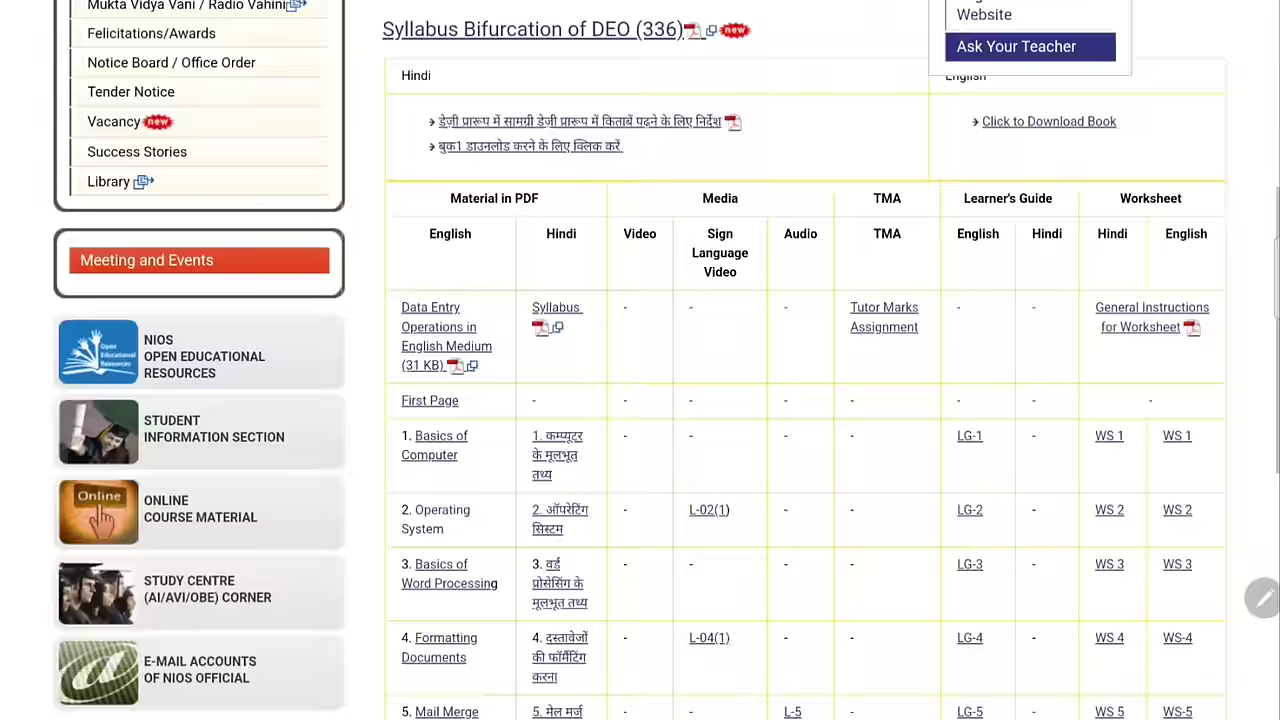 Mukta Vidya Vani / Radio Vahini
Felicitations/Awards
Notice Board / Office Order
Tender Notice
Vacancy new
Success Stories
Library
Meeting and Events
NIOS
OPEN EDUCATIONAL
RESOURCES
Open
Educational
Resources
STUDENT
INFORMATION SECTION
Online
ONLINE
COURSE MATERIAL
STUDY CENTRE
(AI/AVI/OBE) CORNER
E-MAIL ACCOUNTS
OF NIOS OFFICIAL
Website
Ask Your Teacher
Syllabus Bifurcation of DEO (336) new
Hindi English
डेज़ी प्रारूप में सामग्री डेज़ी प्रारूप में किताबें पढ़ने के लिए निर्देश
बुक1 डाउनलोड करने के लिए क्लिक करें
Click to Download Book
Material in PDF Media TMA Learner's Guide Worksheet
English Hindi Video Sign Language Video Audio TMA English Hindi Hindi English
Data Entry Operations in English Medium (31 KB) Syllabus - - - Tutor Marks Assignment - - General Instructions for Worksheet
First Page - - - - - - - -
1. Basics of Computer 1. कम्प्यूटर के मूलभूत तथ्य - - - - LG-1 - WS 1 WS 1
2. Operating System 2. ऑपरेटिंग सिस्टम - L-02(1) - - LG-2 - WS 2 WS 2
3. Basics of Word Processing 3. वर्ड प्रोसेसिंग के मूलभूत तथ्य - - - - LG-3 - WS 3 WS 3
4. Formatting Documents 4. दस्तावेजों की फॉर्मेटिंग करना - L-04(1) - - LG-4 - WS 4 WS-4
5. Mail Merge 5. मेल मर्ज - - L-5 - LG-5 - WS-5 WS-5